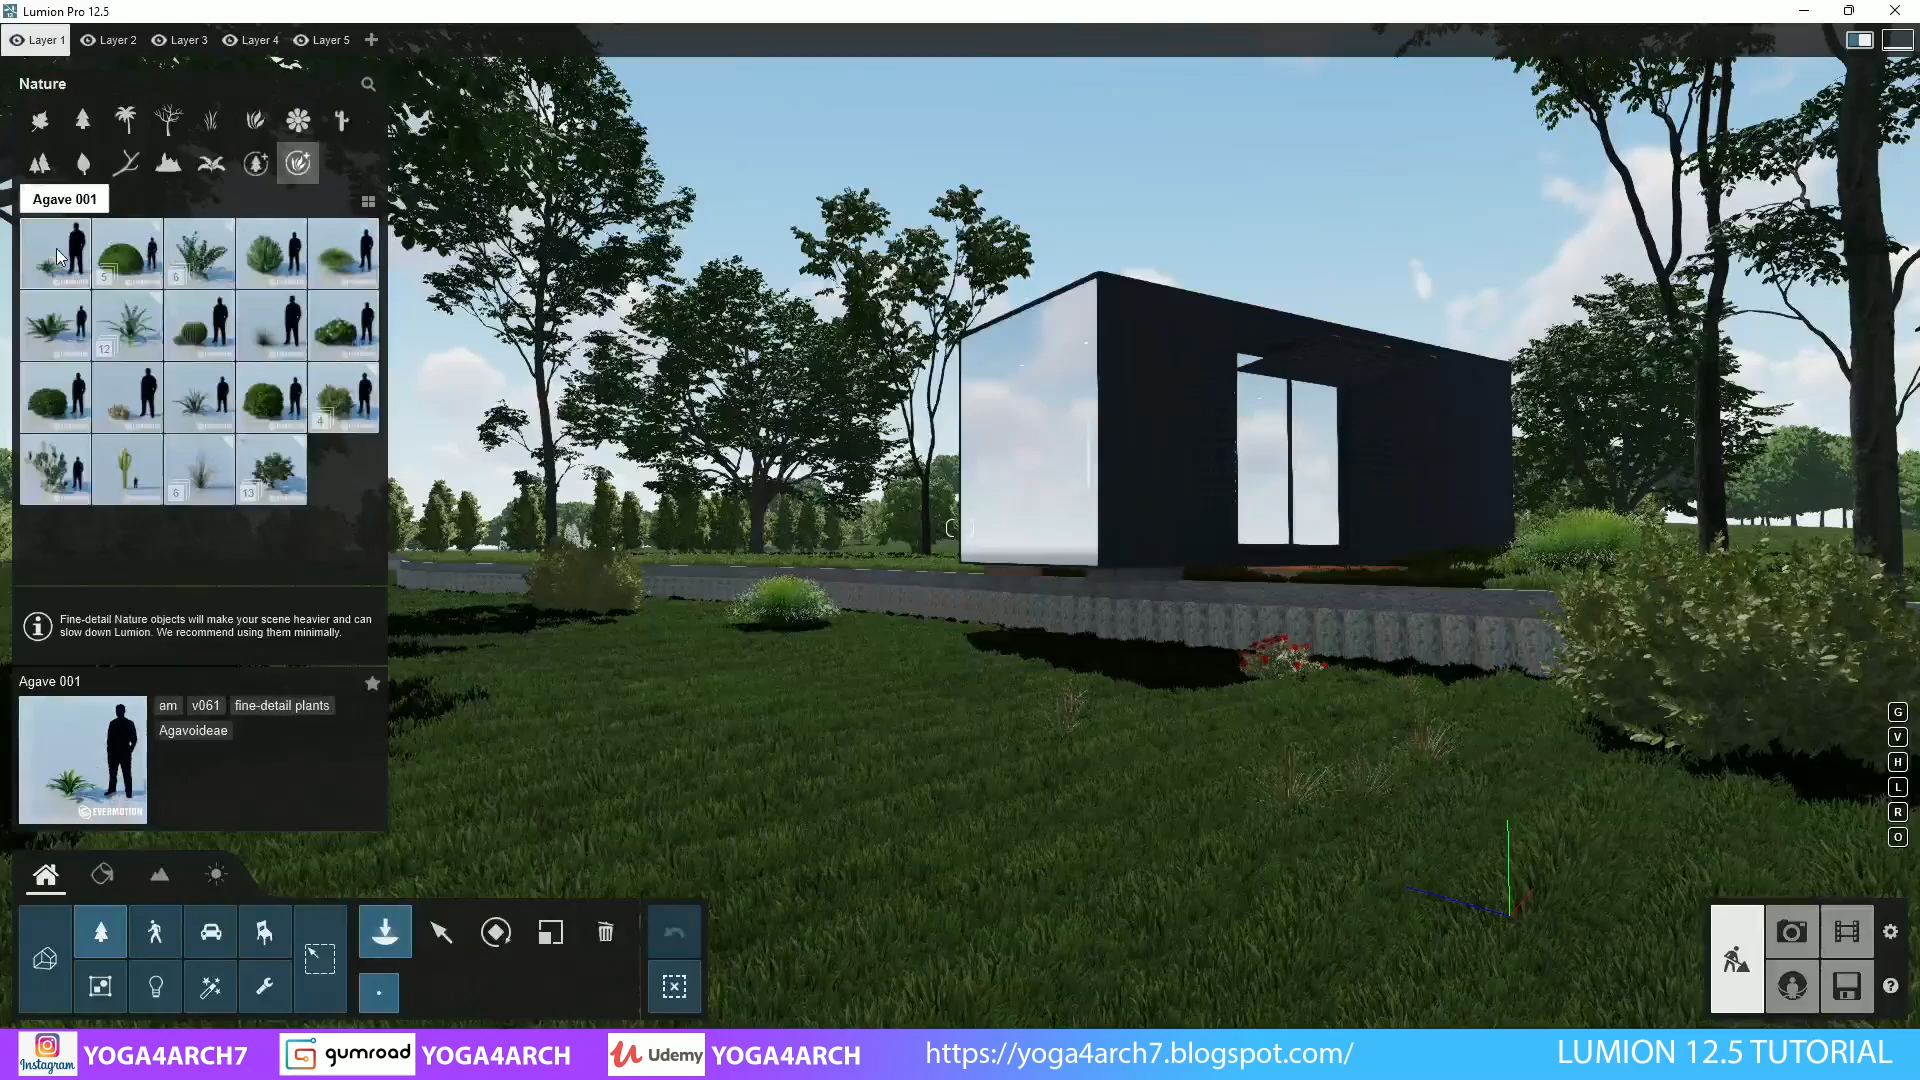 Lumion Pro 12.5
Layer 1 Layer 2 Layer 3 Layer 4 Layer 5
Nature
Agave 001
5
6
12
4
6
13
Fine-detail Nature objects will make your scene heavier and can
slow down Lumion. We recommend using them minimally.
Agave 001
am v061 fine-detail plants
Agavoideae
EVERMOTION
G
V
H
L
R
O
Instagram YOGA4ARCH7 gumroad YOGA4ARCH Udemy YOGA4ARCH https://yoga4arch7.blogspot.com/ LUMION 12.5 TUTORIAL